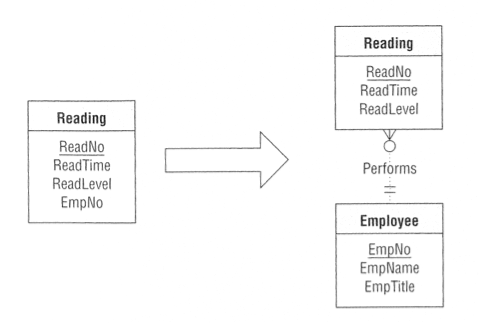 Reading
ReadNo
ReadTime
ReadLevel
EmpNo
Reading
ReadNo
ReadTime
ReadLevel
Performs
Employee
EmpNo
EmpName
EmpTitle